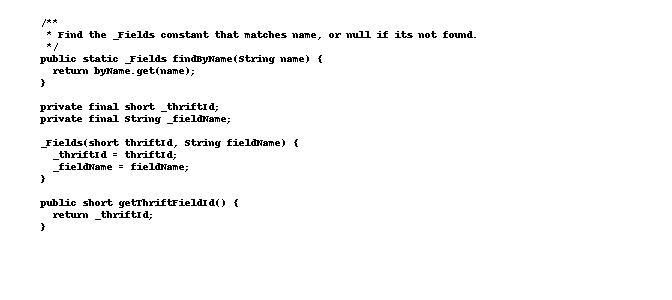 /**
 * Find the _Fields constant that matches name, or null if its not found.
 */
public static _Fields findByName(String name) {
  return byName.get(name);
}

private final short _thriftId;
private final String _fieldName;

_Fields(short thriftId, String fieldName) {
  _thriftId = thriftId;
  _fieldName = fieldName;
}

public short getThriftFieldId() {
  return _thriftId;
}